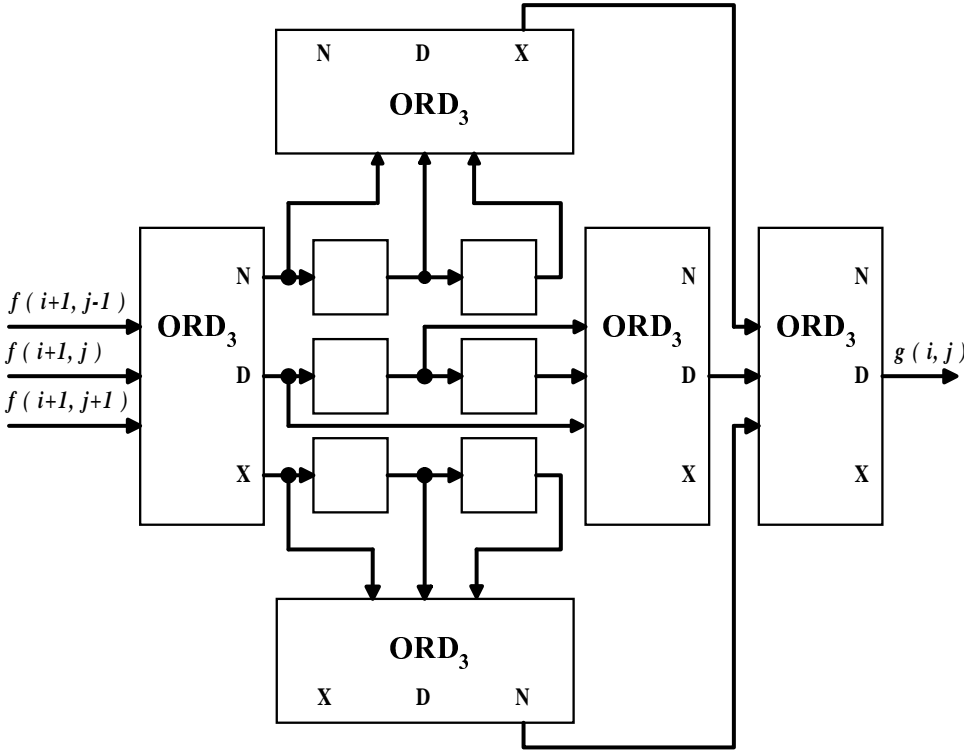 N D X
ORD3
N
ORD3
D
X
f ( i+1, j-1 )
f ( i+1, j )
f ( i+1, j+1 )
N
ORD3
D
X
N
ORD3
D
X
g ( i, j )
ORD3
X D N